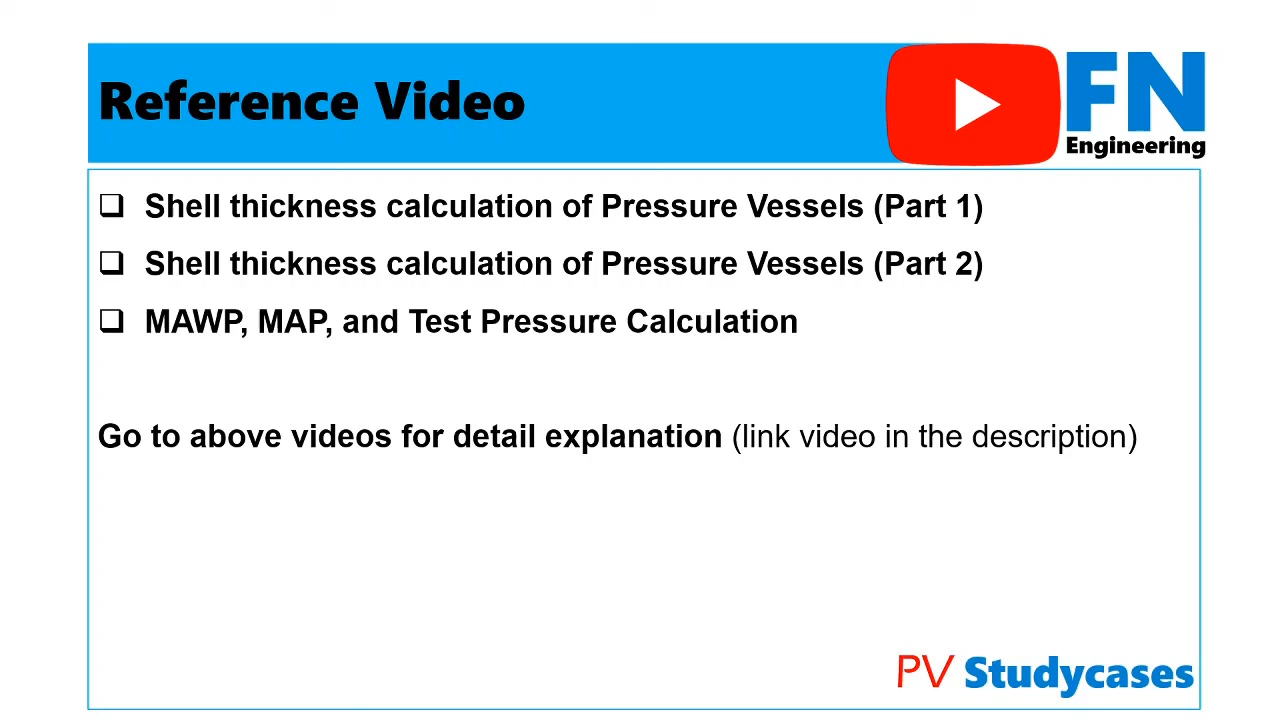 Reference Video
FN
Engineering
Shell thickness calculation of Pressure Vessels (Part 1)
Shell thickness calculation of Pressure Vessels (Part 2)
MAWP, MAP, and Test Pressure Calculation
Go to above videos for detail explanation (link video in the description)
PV Studycases